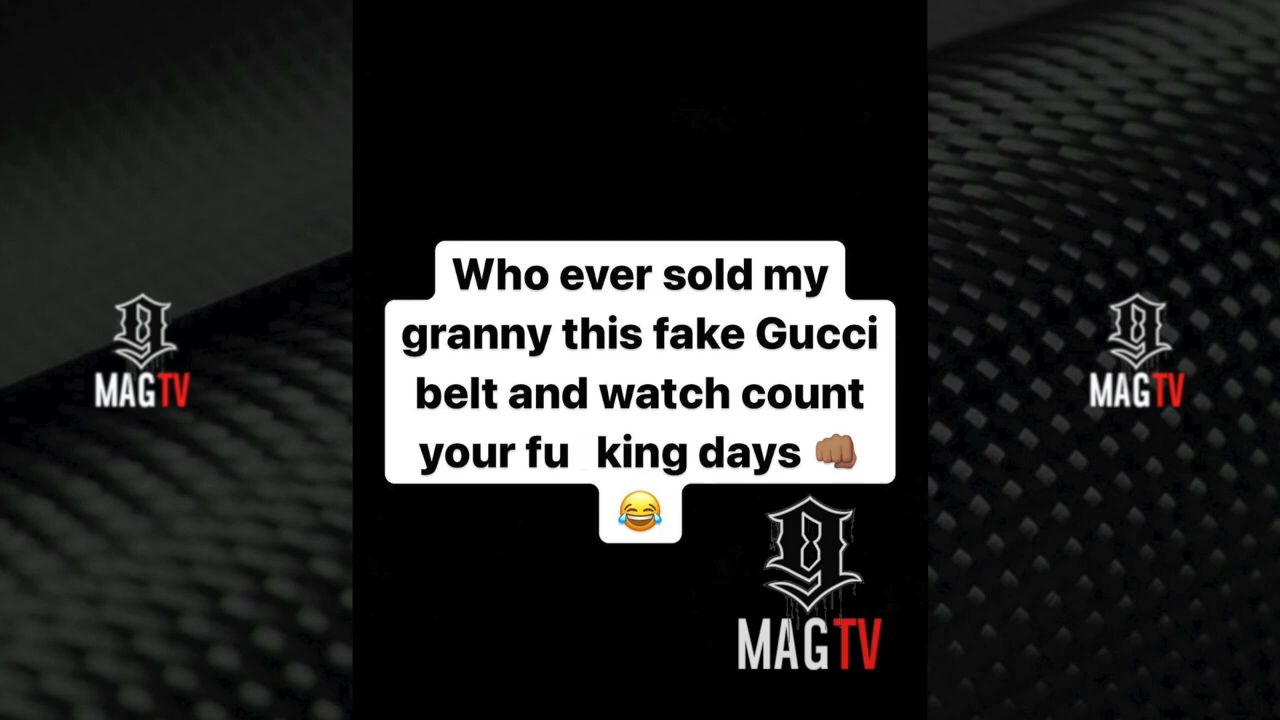 Who ever sold my
granny this fake Gucci
belt and watch count
your fu king days 👊🏽
😂
MAGTV
MAGTV
MAGTV